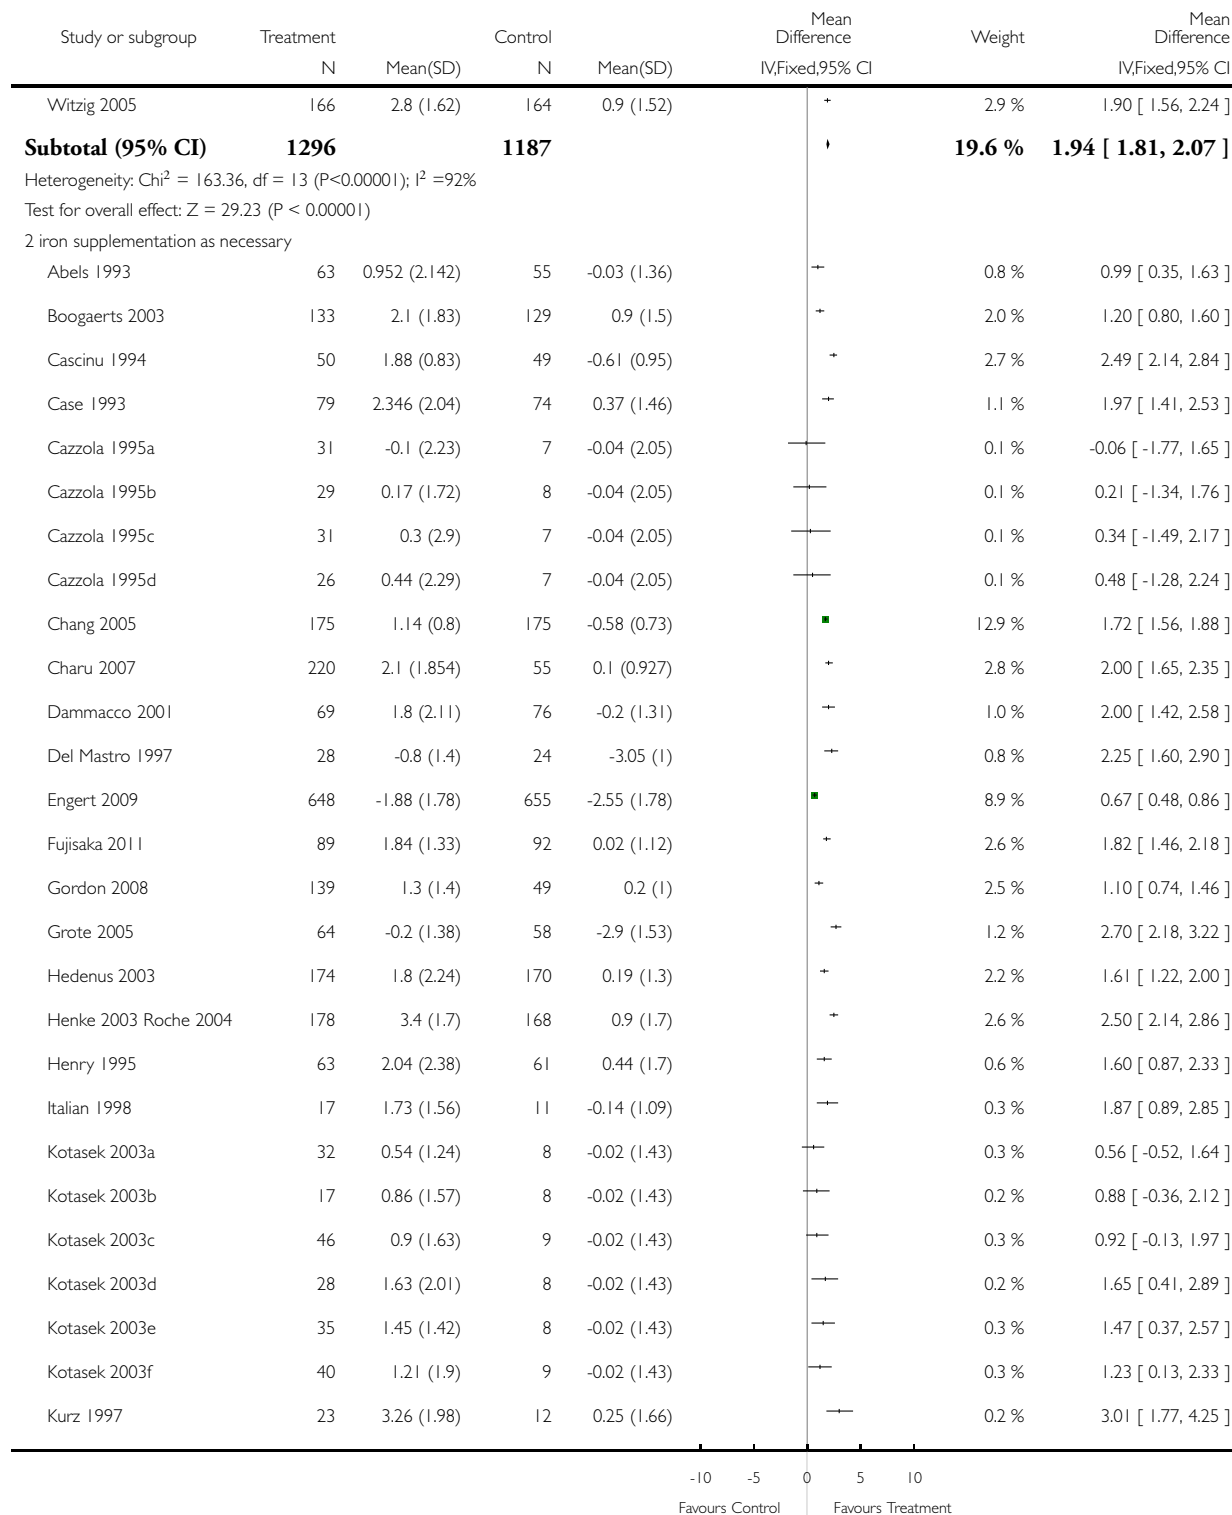 Study or subgroup Treatment Control Mean Difference Weight Mean Difference
N Mean(SD) N Mean(SD) IV,Fixed,95% CI IV,Fixed,95% CI
Witzig 2005 166 2.8 (1.62) 164 0.9 (1.52) 2.9 % 1.90 [ 1.56, 2.24 ]
Subtotal (95% CI) 1296 1187 19.6 % 1.94 [ 1.81, 2.07 ]
Heterogeneity: Chi² = 163.36, df = 13 (P<0.00001); I² =92%
Test for overall effect: Z = 29.23 (P < 0.00001)
2 iron supplementation as necessary
Abels 1993 63 0.952 (2.142) 55 -0.03 (1.36) 0.8 % 0.99 [ 0.35, 1.63 ]
Boogaerts 2003 133 2.1 (1.83) 129 0.9 (1.5) 2.0 % 1.20 [ 0.80, 1.60 ]
Cascinu 1994 50 1.88 (0.83) 49 -0.61 (0.95) 2.7 % 2.49 [ 2.14, 2.84 ]
Case 1993 79 2.346 (2.04) 74 0.37 (1.46) 1.1 % 1.97 [ 1.41, 2.53 ]
Cazzola 1995a 31 -0.1 (2.23) 7 -0.04 (2.05) 0.1 % -0.06 [ -1.77, 1.65 ]
Cazzola 1995b 29 0.17 (1.72) 8 -0.04 (2.05) 0.1 % 0.21 [ -1.34, 1.76 ]
Cazzola 1995c 31 0.3 (2.9) 7 -0.04 (2.05) 0.1 % 0.34 [ -1.49, 2.17 ]
Cazzola 1995d 26 0.44 (2.29) 7 -0.04 (2.05) 0.1 % 0.48 [ -1.28, 2.24 ]
Chang 2005 175 1.14 (0.8) 175 -0.58 (0.73) 12.9 % 1.72 [ 1.56, 1.88 ]
Charu 2007 220 2.1 (1.854) 55 0.1 (0.927) 2.8 % 2.00 [ 1.65, 2.35 ]
Dammacco 2001 69 1.8 (2.11) 76 -0.2 (1.31) 1.0 % 2.00 [ 1.42, 2.58 ]
Del Mastro 1997 28 -0.8 (1.4) 24 -3.05 (1) 0.8 % 2.25 [ 1.60, 2.90 ]
Engert 2009 648 -1.88 (1.78) 655 -2.55 (1.78) 8.9 % 0.67 [ 0.48, 0.86 ]
Fujisaka 2011 89 1.84 (1.33) 92 0.02 (1.12) 2.6 % 1.82 [ 1.46, 2.18 ]
Gordon 2008 139 1.3 (1.4) 49 0.2 (1) 2.5 % 1.10 [ 0.74, 1.46 ]
Grote 2005 64 -0.2 (1.38) 58 -2.9 (1.53) 1.2 % 2.70 [ 2.18, 3.22 ]
Hedenus 2003 174 1.8 (2.24) 170 0.19 (1.3) 2.2 % 1.61 [ 1.22, 2.00 ]
Henke 2003 Roche 2004 178 3.4 (1.7) 168 0.9 (1.7) 2.6 % 2.50 [ 2.14, 2.86 ]
Henry 1995 63 2.04 (2.38) 61 0.44 (1.7) 0.6 % 1.60 [ 0.87, 2.33 ]
Italian 1998 17 1.73 (1.56) 11 -0.14 (1.09) 0.3 % 1.87 [ 0.89, 2.85 ]
Kotasek 2003a 32 0.54 (1.24) 8 -0.02 (1.43) 0.3 % 0.56 [ -0.52, 1.64 ]
Kotasek 2003b 17 0.86 (1.57) 8 -0.02 (1.43) 0.2 % 0.88 [ -0.36, 2.12 ]
Kotasek 2003c 46 0.9 (1.63) 9 -0.02 (1.43) 0.3 % 0.92 [ -0.13, 1.97 ]
Kotasek 2003d 28 1.63 (2.01) 8 -0.02 (1.43) 0.2 % 1.65 [ 0.41, 2.89 ]
Kotasek 2003e 35 1.45 (1.42) 8 -0.02 (1.43) 0.3 % 1.47 [ 0.37, 2.57 ]
Kotasek 2003f 40 1.21 (1.9) 9 -0.02 (1.43) 0.3 % 1.23 [ 0.13, 2.33 ]
Kurz 1997 23 3.26 (1.98) 12 0.25 (1.66) 0.2 % 3.01 [ 1.77, 4.25 ]
-10 -5 0 5 10
Favours Control Favours Treatment